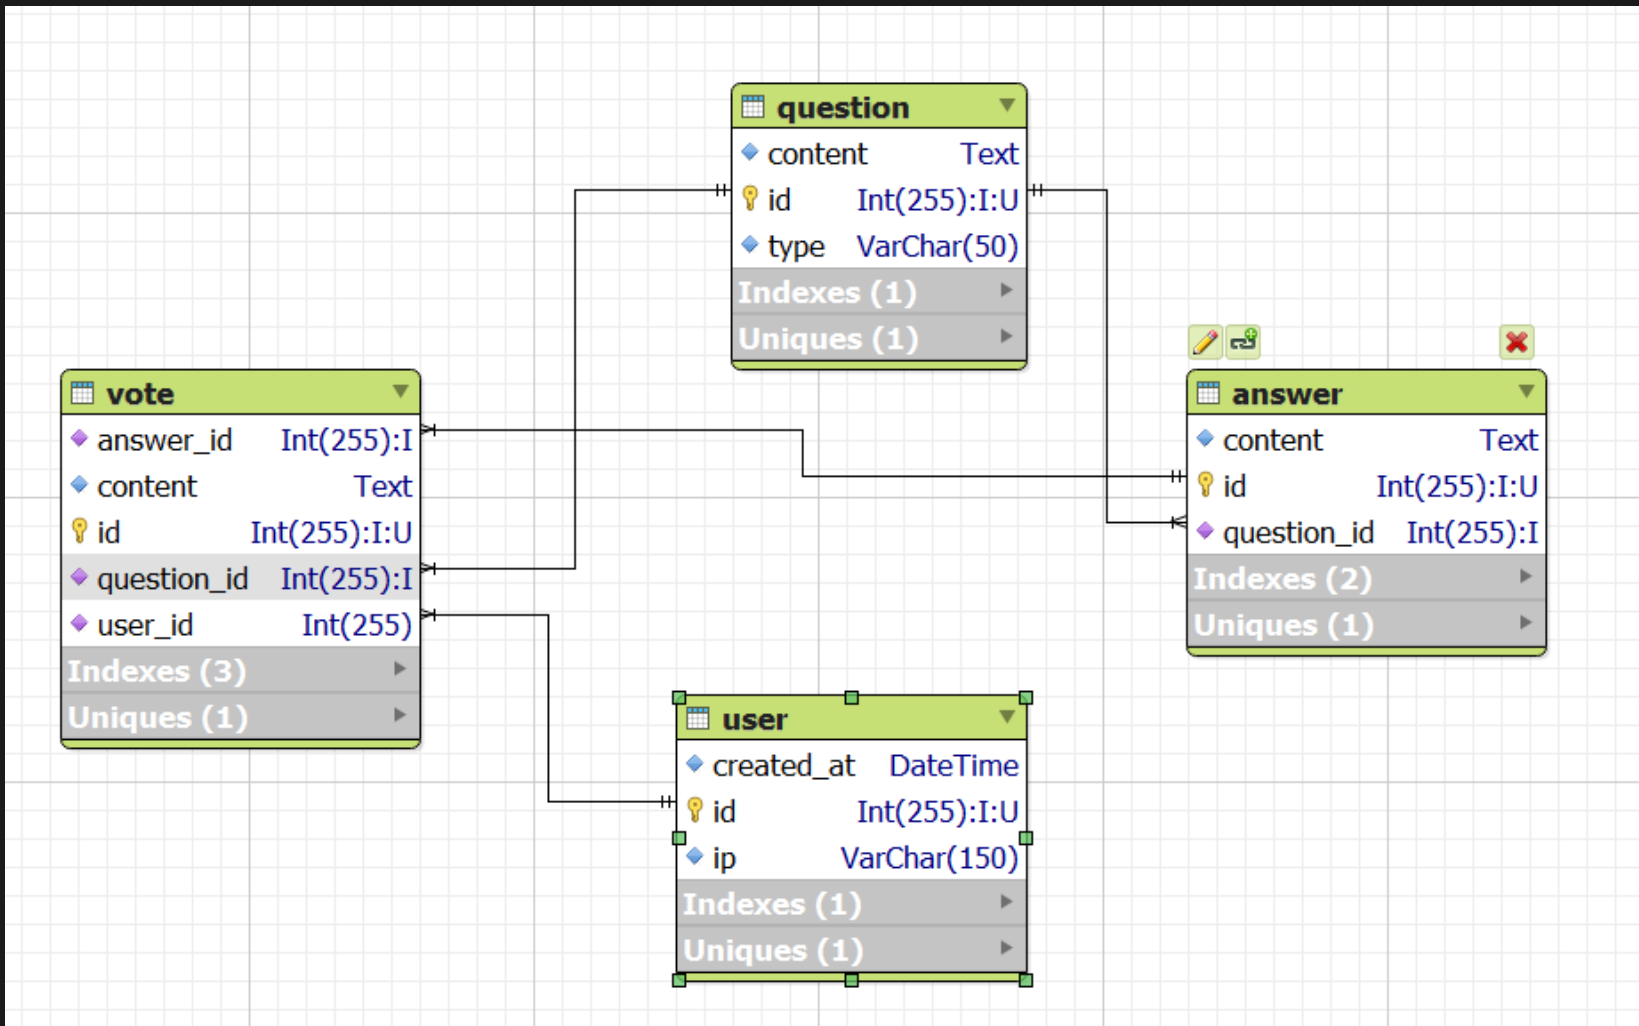 question
content Text
id Int(255):I:U
type VarChar(50)
Indexes (1)
Uniques (1)
vote
answer_id Int(255):I
content Text
id Int(255):I:U
question_id Int(255):I
user_id Int(255)
Indexes (3)
Uniques (1)
answer
content Text
id Int(255):I:U
question_id Int(255):I
Indexes (2)
Uniques (1)
user
created_at DateTime
id Int(255):I:U
ip VarChar(150)
Indexes (1)
Uniques (1)